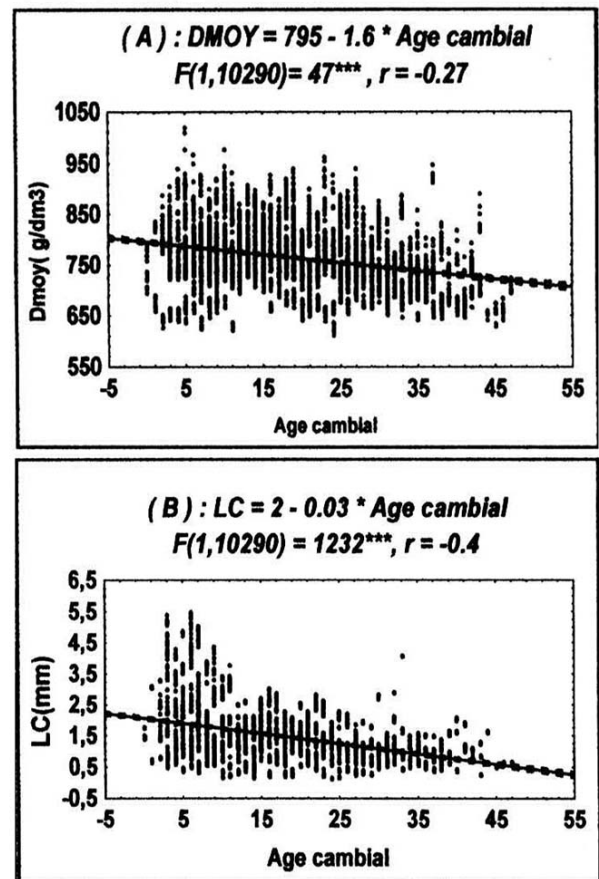 ( A ) : DMOY = 795 - 1.6 * Age cambial
F(1,10290)= 47*** , r = -0.27
1050
950
850
750
650
550
Dmoy( g/dm3)
-5 5 15 25 35 45 55
Age cambial
( B ) : LC = 2 - 0.03 * Age cambial
F(1,10290) = 1232***, r = -0.4
6,5
5,5
4,5
3,5
2,5
1,5
0,5
-0,5
LC(mm)
-5 5 15 25 35 45 55
Age cambial